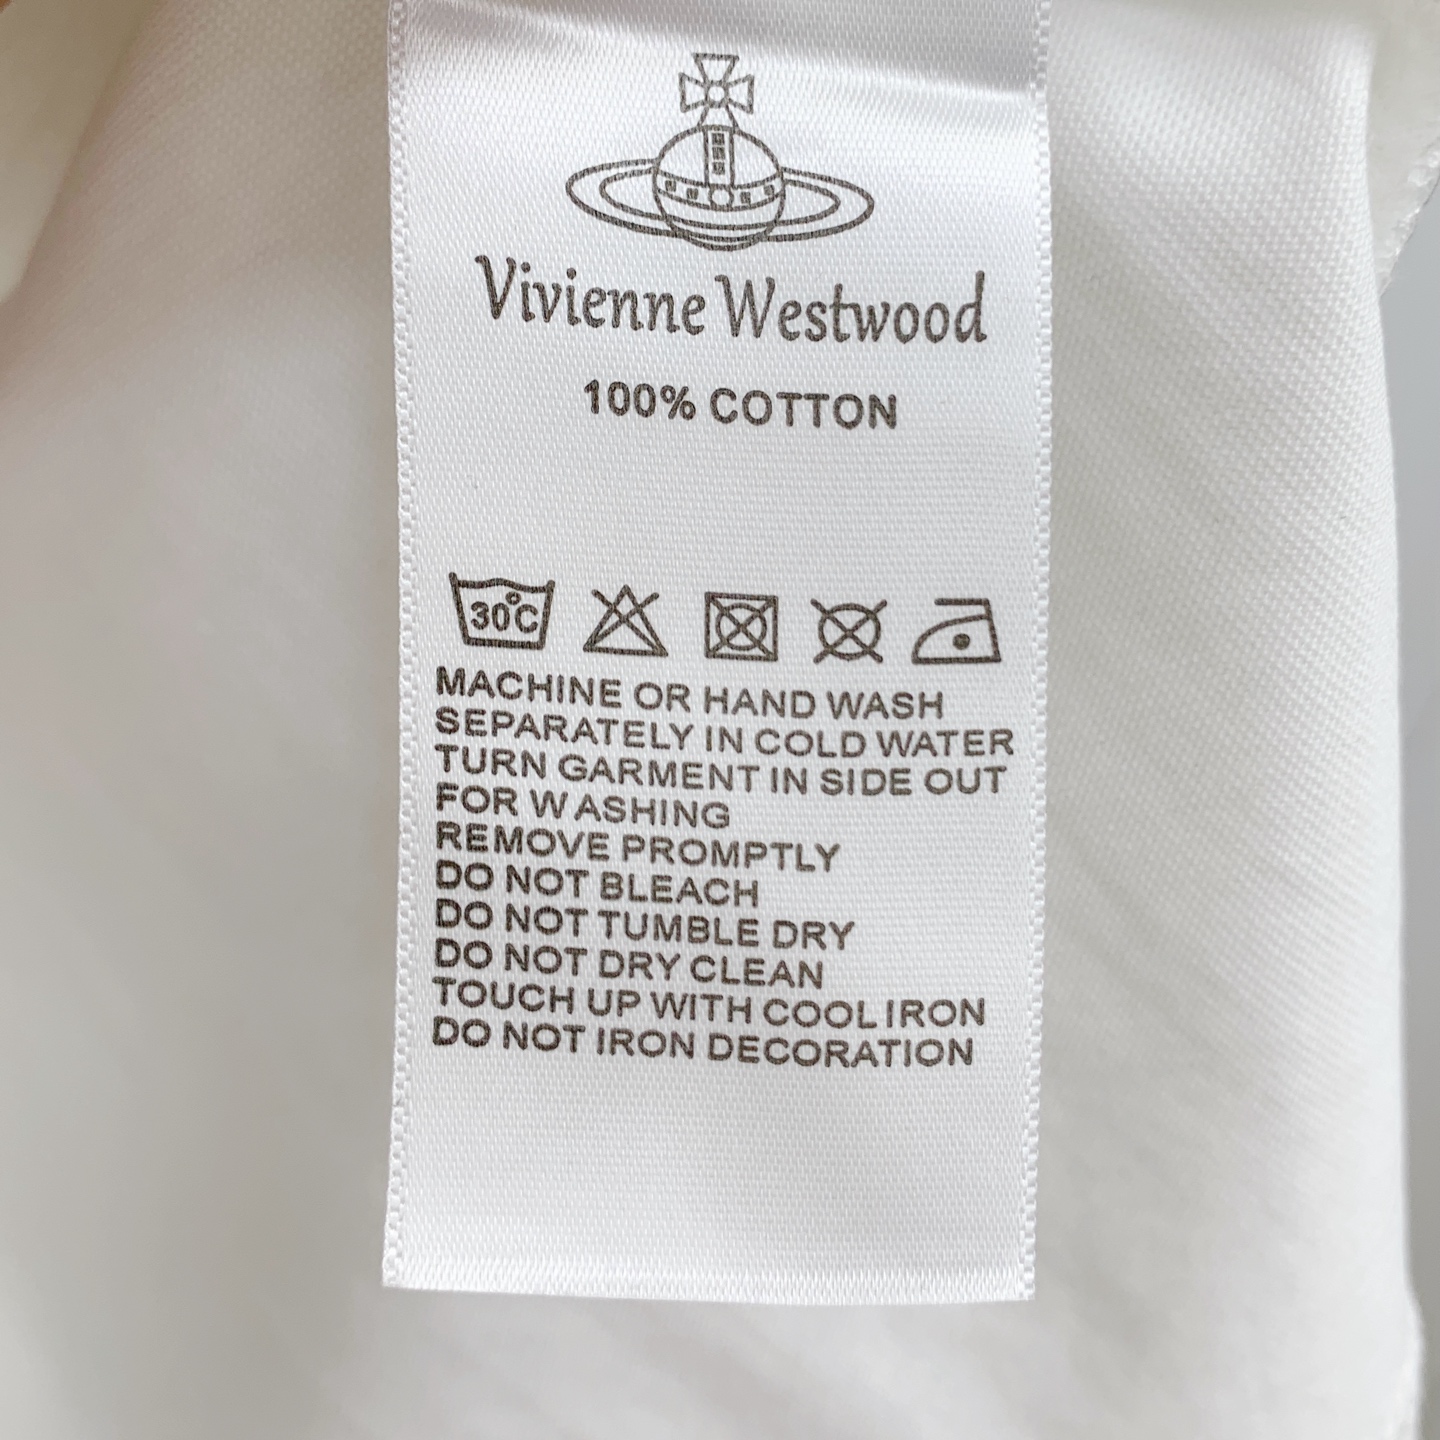 Vivienne Westwood
100% COTTON
30°C
MACHINE OR HAND WASH
SEPARATELY IN COLD WATER
TURN GARMENT IN SIDE OUT
FOR WASHING
REMOVE PROMPTLY
DO NOT BLEACH
DO NOT TUMBLE DRY
DO NOT DRY CLEAN
TOUCH UP WITH COOL IRON
DO NOT IRON DECORATION